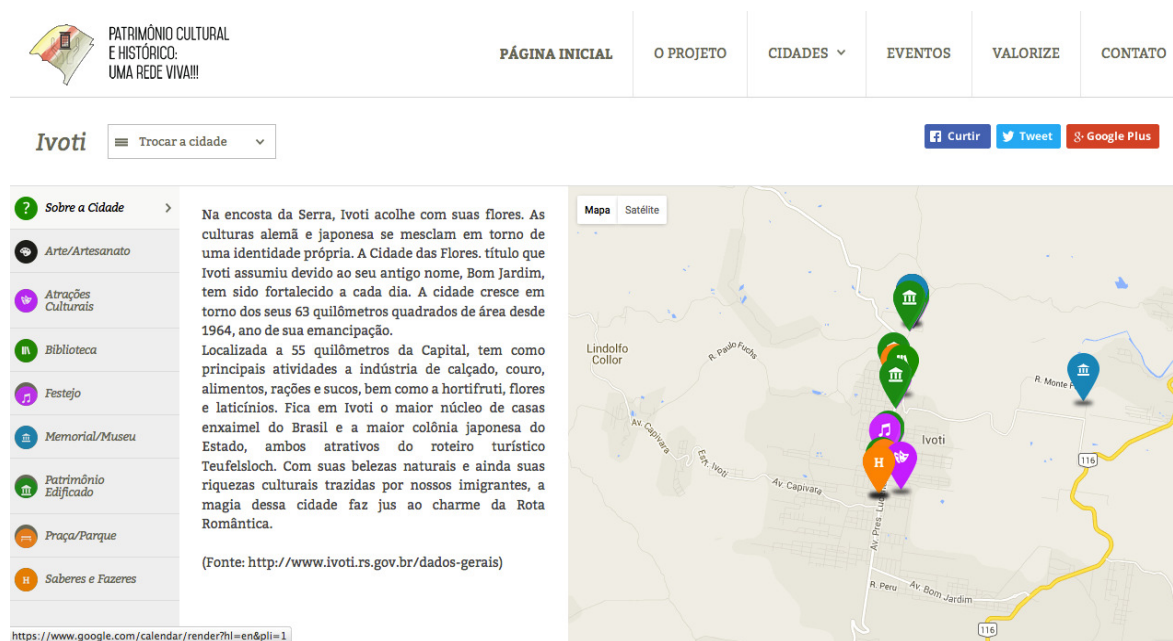 PATRIMÔNIO CULTURAL
E HISTÓRICO:
UMA REDE VIVA!!!
PÁGINA INICIAL
O PROJETO
CIDADES
EVENTOS
VALORIZE
CONTATO
Ivoti
Trocar a cidade
Curtir
Tweet
Google Plus
Sobre a Cidade
Arte/Artesanato
Atrações
Culturais
Biblioteca
Festejo
Memorial/Museu
Patrimônio
Edificado
Praça/Parque
H
Saberes e Fazeres
Na encosta da Serra, Ivoti acolhe com suas flores. As
culturas alemã e japonesa se mesclam em torno de
uma identidade própria. A Cidade das Flores. título que
Ivoti assumiu devido ao seu antigo nome, Bom Jardim,
tem sido fortalecido a cada dia. A cidade cresce em
torno dos seus 63 quilômetros quadrados de área desde
1964, ano de sua emancipação.
Localizada a 55 quilômetros da Capital, tem como
principais atividades a indústria de calçado, couro,
alimentos, rações e sucos, bem como a hortifruti, flores
e laticínios. Fica em Ivoti o maior núcleo de casas
enxaimel do Brasil e a maior colônia japonesa do
Estado, ambos atrativos do roteiro turístico
Teufelsloch. Com suas belezas naturais e ainda suas
riquezas culturais trazidas por nossos imigrantes, a
magia dessa cidade faz jus ao charme da Rota
Romântica.
(Fonte: http://www.ivoti.rs.gov.br/dados-gerais)
Mapa
Satélite
Lindolfo
Collor
R. Paulo Fuchs
R. Monte
Av. Capivara
Est. Ivoti
Ivoti
116
H
Av. Capivara
Av. Pres.
R. Peru
Av. Bom Jardim
116
https://www.google.com/calendar/render?hl=en&pli=1